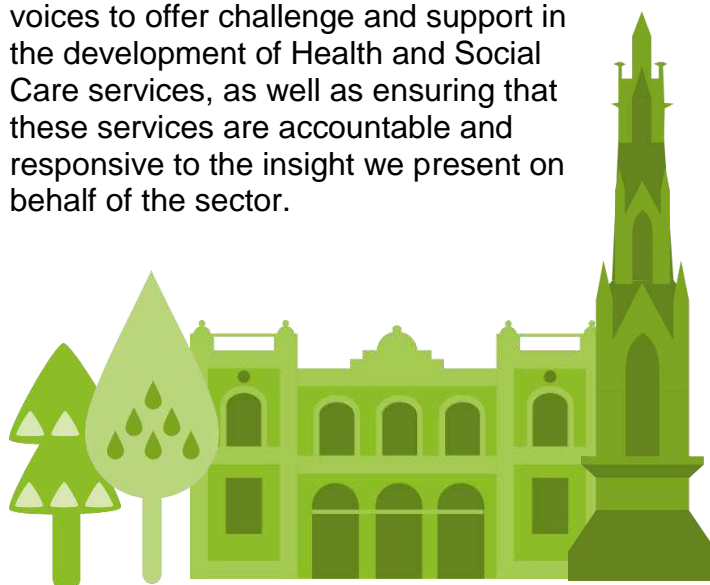 voices to offer challenge and support in
the development of Health and Social
Care services, as well as ensuring that
these services are accountable and
responsive to the insight we present on
behalf of the sector.